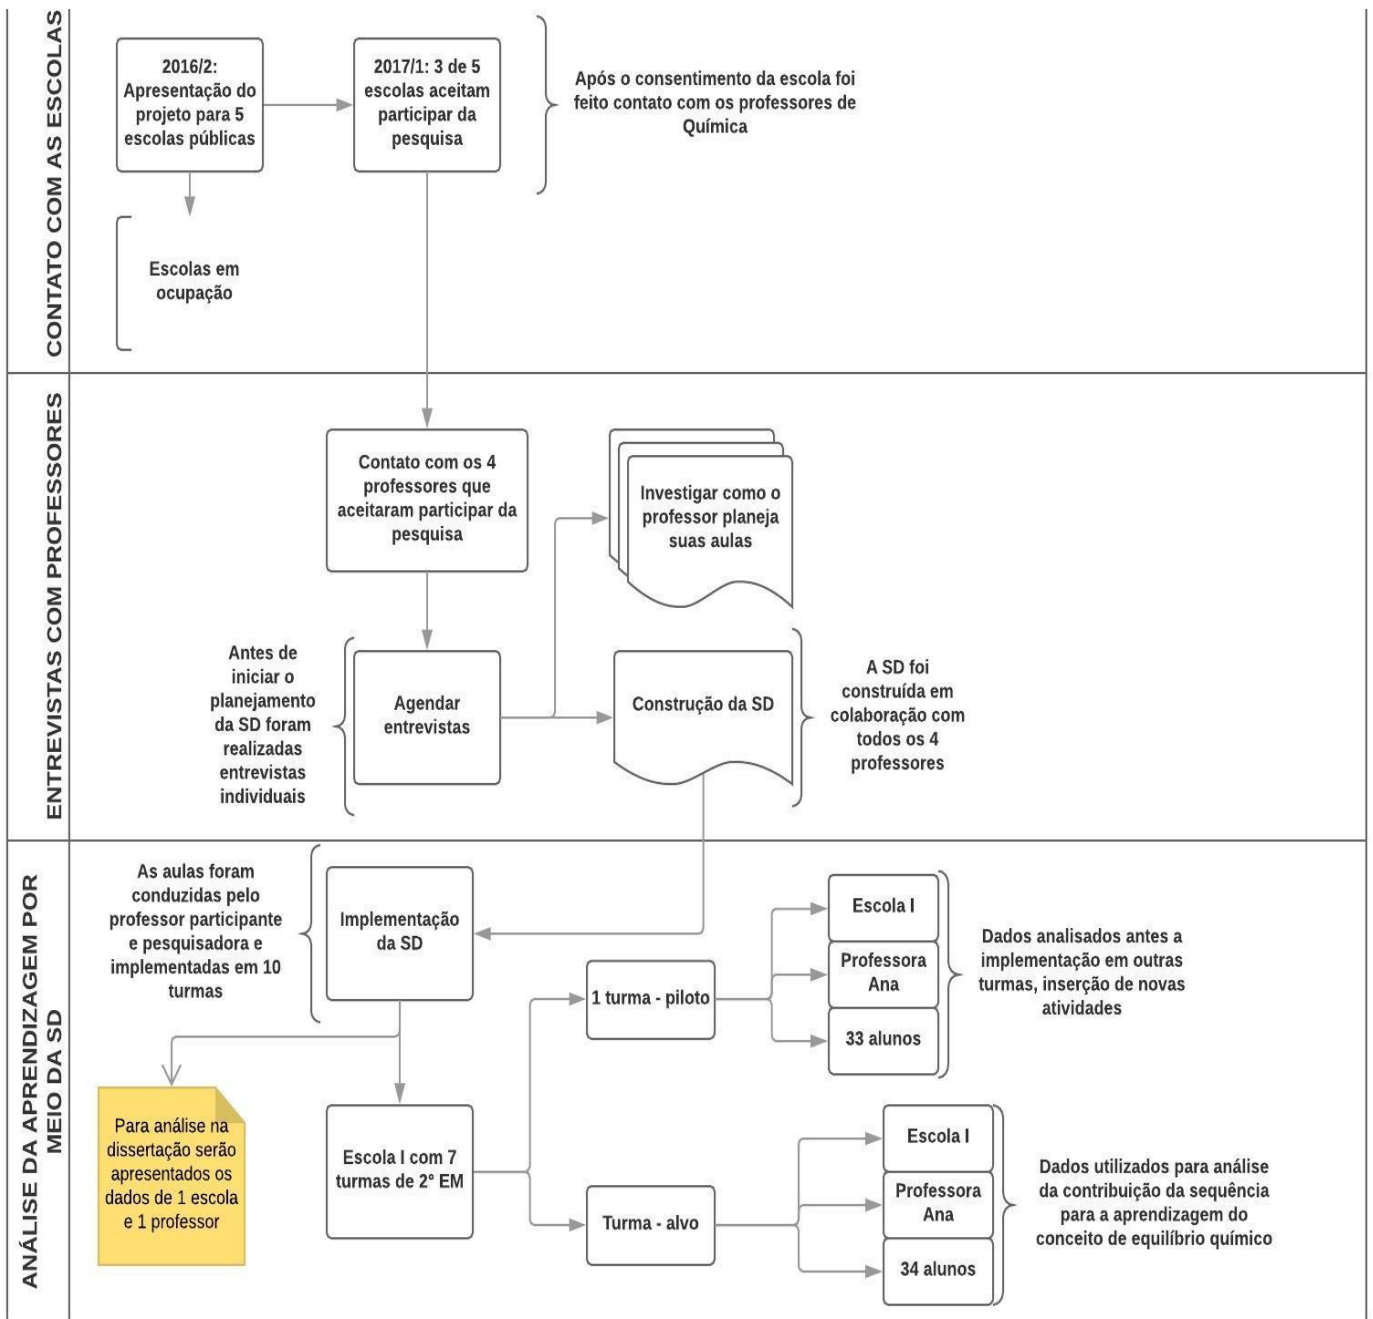 CONTATO COM AS ESCOLAS
2016/2:
Apresentação do
projeto para 5
escolas públicas
2017/1: 3 de 5
escolas aceitam
participar da
pesquisa
Após o consentimento da escola foi
feito contato com os professores de
Química
Escolas em
ocupação
ENTREVISTAS COM PROFESSORES
Contato com os 4
professores que
aceitaram participar da
pesquisa
Investigar como o
professor planeja
suas aulas
Antes de
iniciar o
planejamento
da SD foram
realizadas
entrevistas
individuais
Agendar
entrevistas
Construção da SD
A SD foi
construída em
colaboração com
todos os 4
professores
ANÁLISE DA APRENDIZAGEM POR
MEIO DA SD
As aulas foram
conduzidas pelo
professor participante
e pesquisadora e
implementadas em 10
turmas
Implementação
da SD
1 turma - piloto
Escola I
Professora
Ana
33 alunos
Dados analisados antes a
implementação em outras
turmas, inserção de novas
atividades
Para análise na
dissertação serão
apresentados os
dados de 1 escola
e 1 professor
Escola I com 7
turmas de 2° EM
Turma - alvo
Escola I
Professora
Ana
34 alunos
Dados utilizados para análise
da contribuição da sequência
para a aprendizagem do
conceito de equilíbrio químico